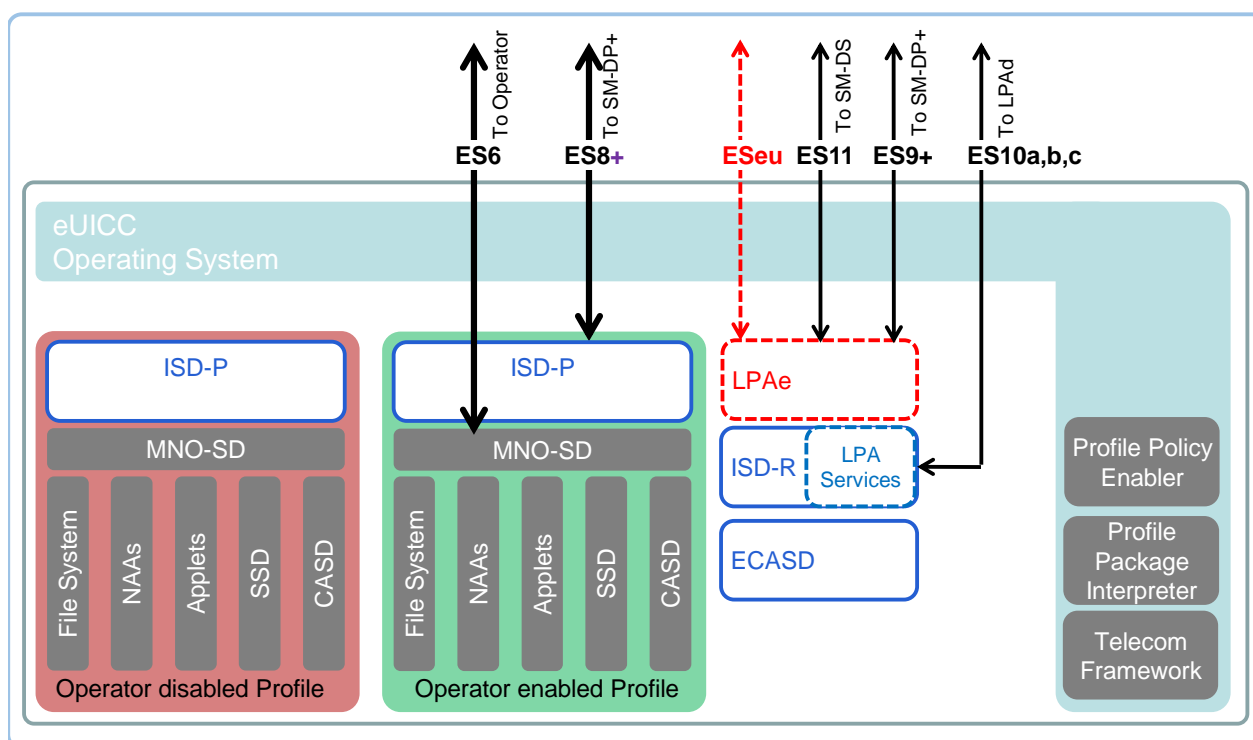 To Operator
To SM-DP+
To SM-DS
To SM-DP+
To LPAd
ES6
ES8+
ESeu
ES11
ES9+
ES10a,b,c
eUICC
Operating System
ISD-P
MNO-SD
File System
NAAs
Applets
SSD
CASD
Operator disabled Profile
ISD-P
MNO-SD
File System
NAAs
Applets
SSD
CASD
Operator enabled Profile
LPAe
ISD-R
LPA
Services
ECASD
Profile Policy
Enabler
Profile
Package
Interpreter
Telecom
Framework